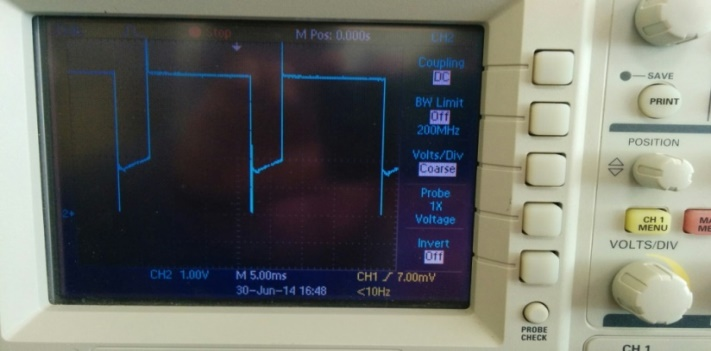 Stop M Pos: 0.000s CH2
Coupling
DC
BW Limit
Off
200MHz
Volts/Div
Coarse
Probe
1X
Voltage
Invert
Off
2
CH2 1.00V M 5.00ms CH1 7.00mV
30-Jun-14 16:48 <10Hz
PROBE
CHECK
SAVE
PRINT
POSITION
CH 1
MENU
VOLTS/DIV
CH 1